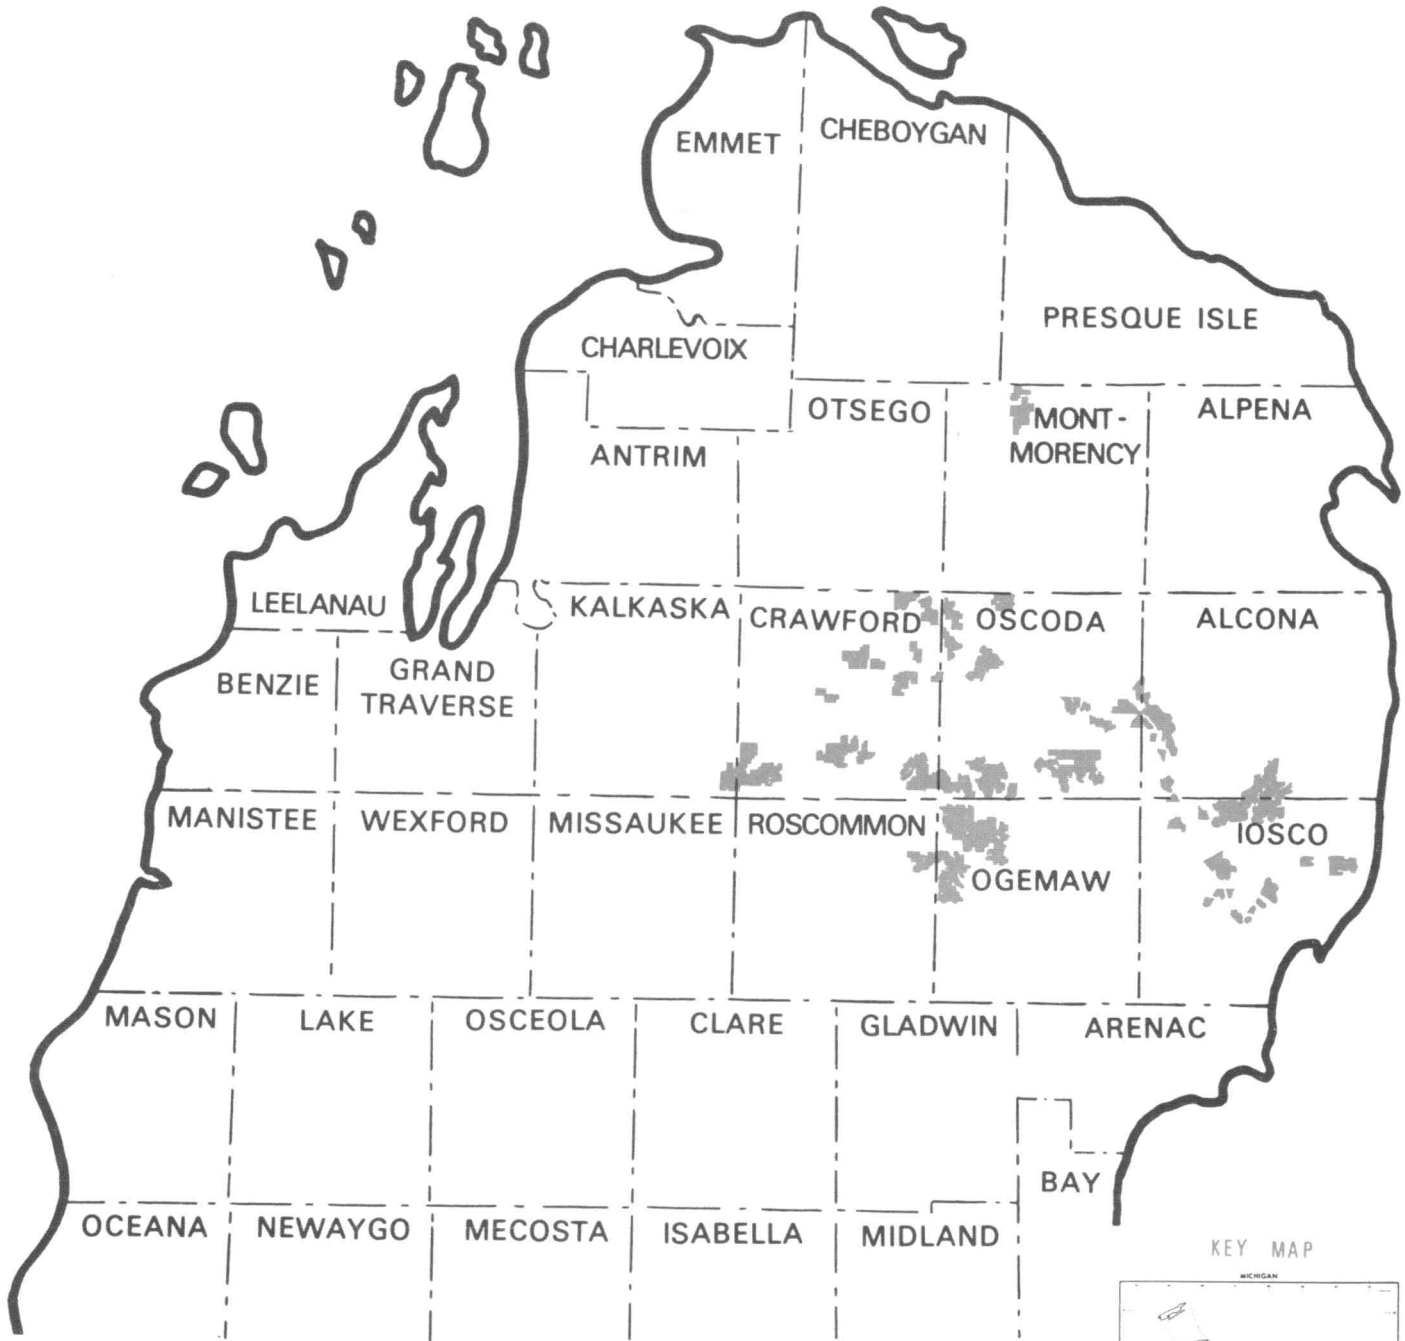 EMMET
CHEBOYGAN
PRESQUE ISLE
CHARLEVOIX
OTSEGO
MONT-
MORENCY
ALPENA
ANTRIM
LEELANAU
KALKASKA
CRAWFORD
OSCODA
ALCONA
BENZIE
GRAND
TRAVERSE
MANISTEE
WEXFORD
MISSAUKEE
ROSCOMMON
OGEMAW
IOSCO
MASON
LAKE
OSCEOLA
CLARE
GLADWIN
ARENAC
BAY
OCEANA
NEWAYGO
MECOSTA
ISABELLA
MIDLAND
KEY MAP
MICHIGAN